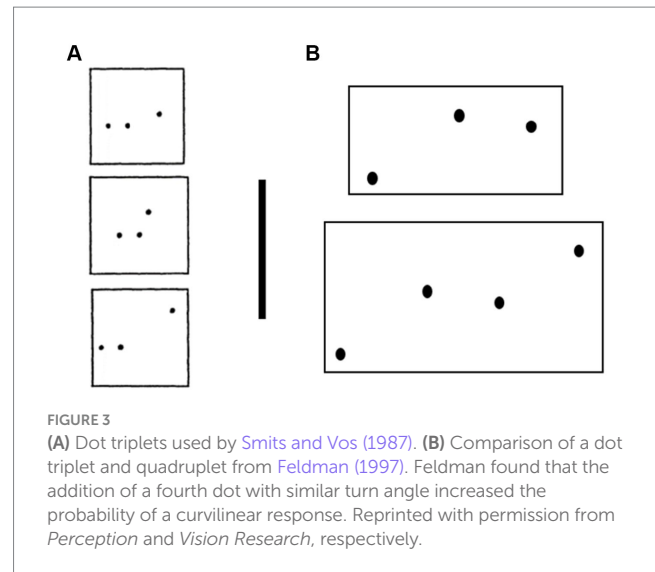 A
B
FIGURE 3
(A) Dot triplets used by Smits and Vos (1987). (B) Comparison of a dot
triplet and quadruplet from Feldman (1997). Feldman found that the
addition of a fourth dot with similar turn angle increased the
probability of a curvilinear response. Reprinted with permission from
Perception and Vision Research, respectively.